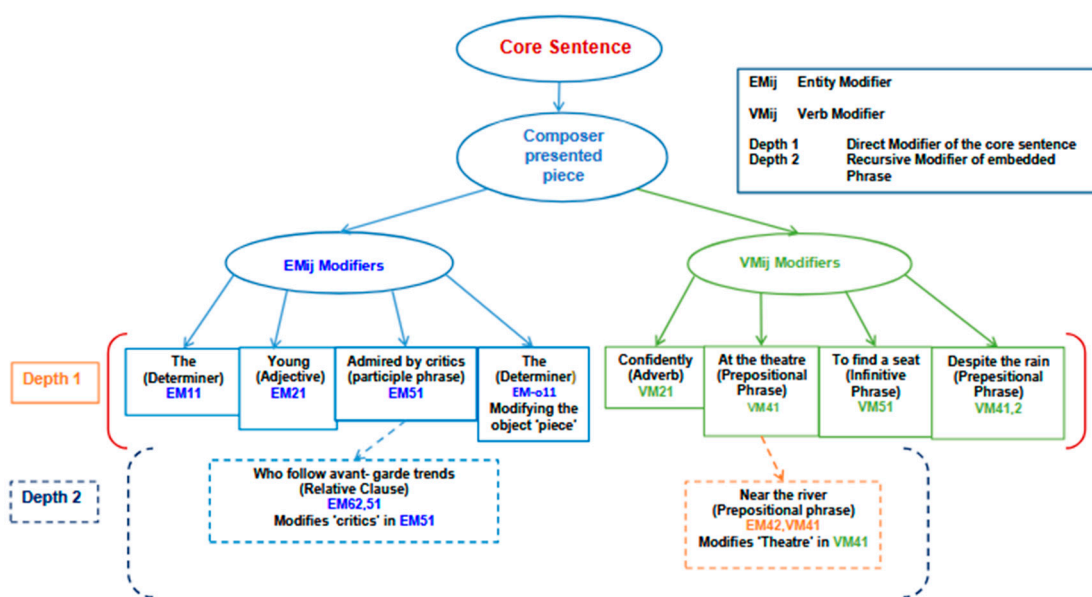 Core Sentence
Composer
presented
piece
EMij Entity Modifier
VMij Verb Modifier
Depth 1 Direct Modifier of the core sentence
Depth 2 Recursive Modifier of embedded
Phrase
EMij Modifiers
VMij Modifiers
Depth 1
The
(Determiner)
EM11
Young
(Adjective)
EM21
Admired by critics
(participle phrase)
EM51
The
(Determiner)
EM-o11
Modifying the
object 'piece'
Confidently
(Adverb)
VM21
At the theatre
(Prepositional
Phrase)
VM41
To find a seat
(Infinitive
Phrase)
VM51
Despite the rain
(Prepesitional
Phrase)
VM41,2
Depth 2
Who follow avant- garde trends
(Relative Clause)
EM62,51
Modifies 'critics' in EM51
Near the river
(Prepositional phrase)
EM42,VM41
Modifies 'Theatre' in VM41